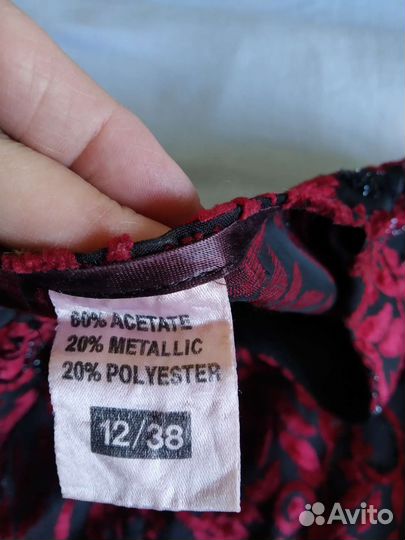 60% ACETATE
20% METALLIC
20% POLYESTER
12/38
Avito